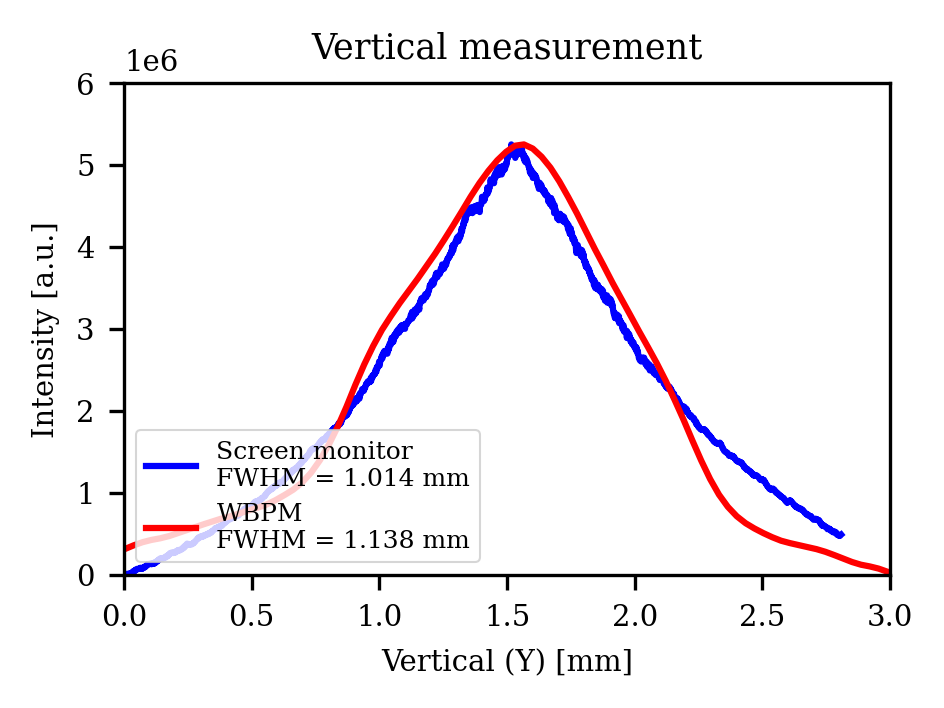 Vertical measurement
1e6
6
5
4
3
2
1
0
Intensity [a.u.]
Screen monitor
FWHM = 1.014 mm
WBPM
FWHM = 1.138 mm
0.0 0.5 1.0 1.5 2.0 2.5 3.0
Vertical (Y) [mm]